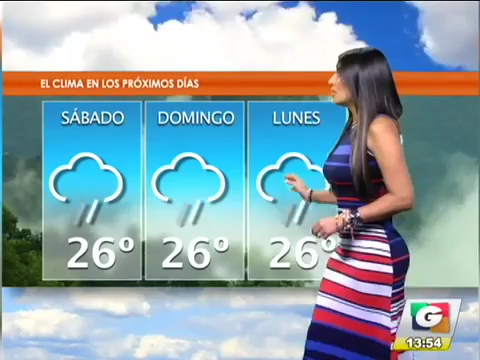 EL CLIMA EN LOS PRÓXIMOS DÍAS
SÁBADO DOMINGO LUNES
26º 26º 26º
G
13:54